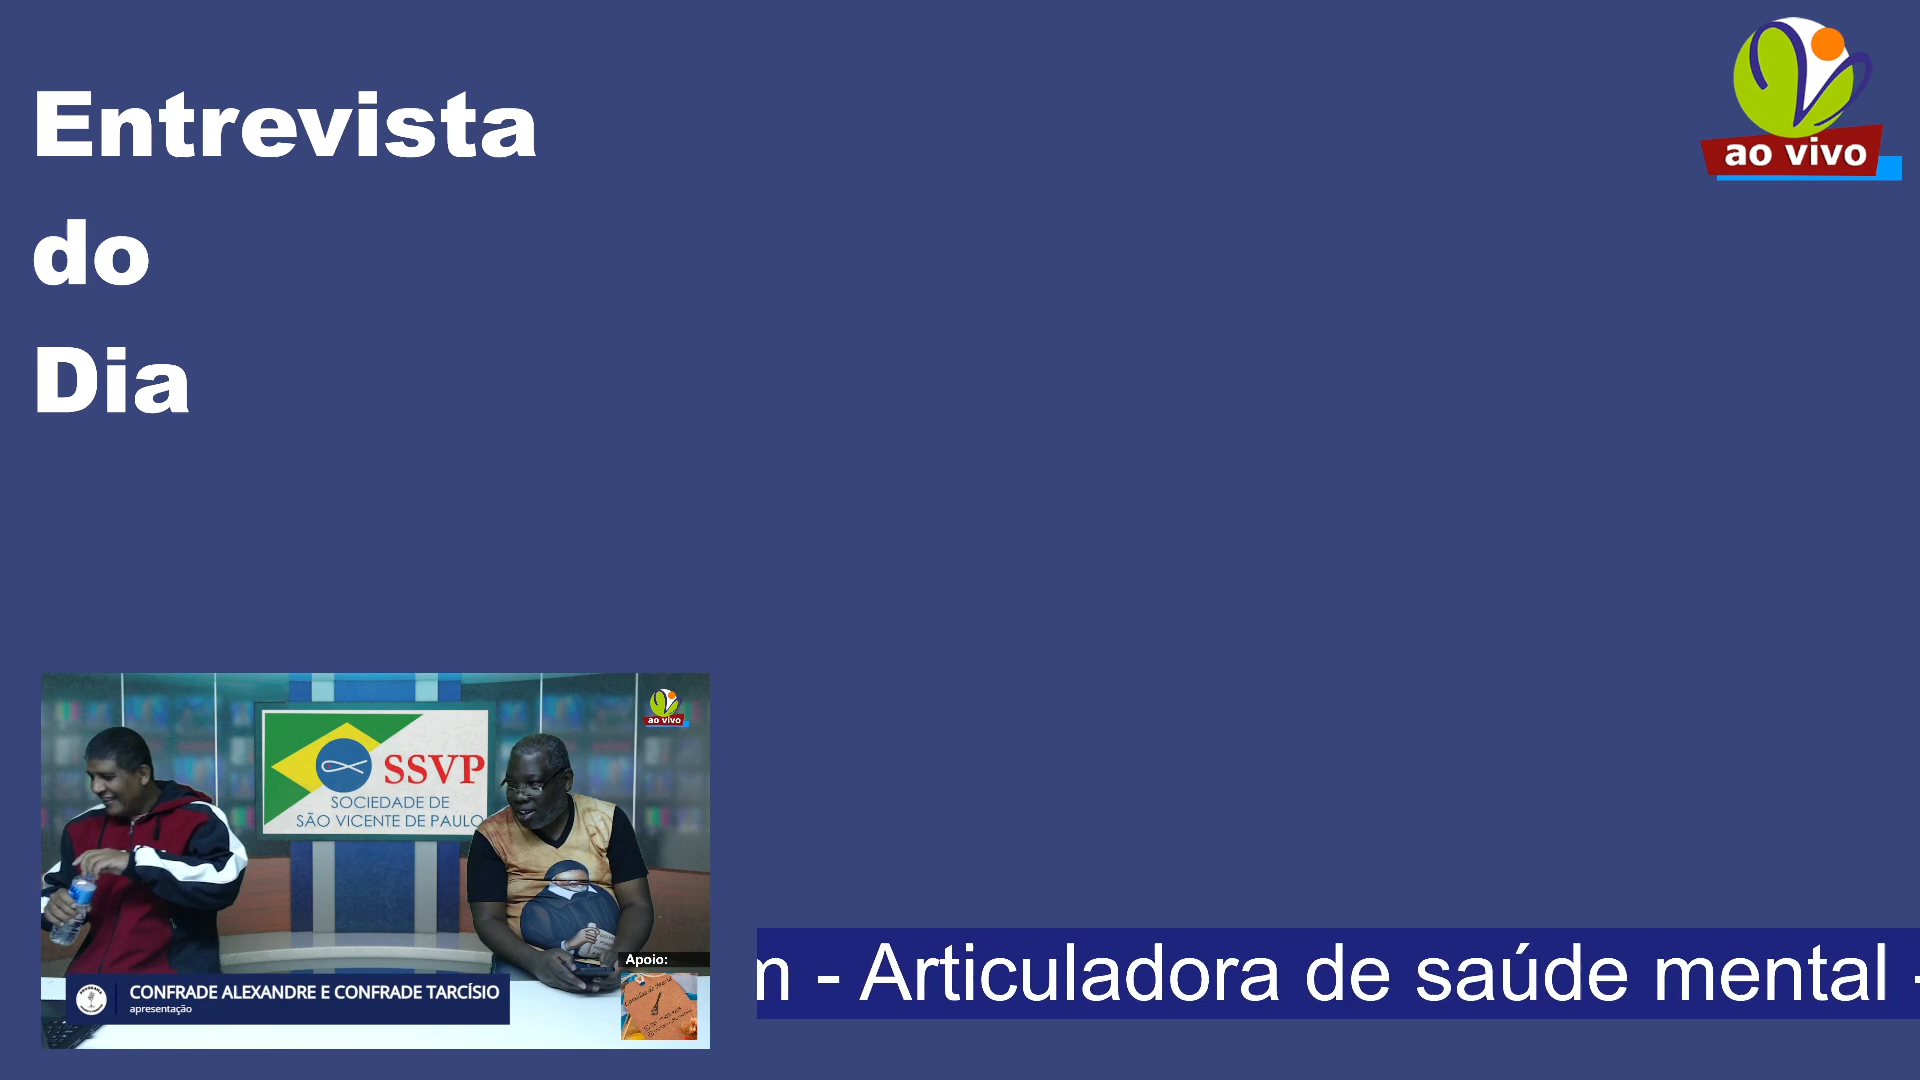 Entrevista
do
Dia
ao vivo
ao vivo
SSVP
SOCIEDADE DE
SÃO VICENTE DE PAULO
Apoio:
CONFRADE ALEXANDRE E CONFRADE TARCÍSIO
apresentação
m - Articuladora de saúde mental -